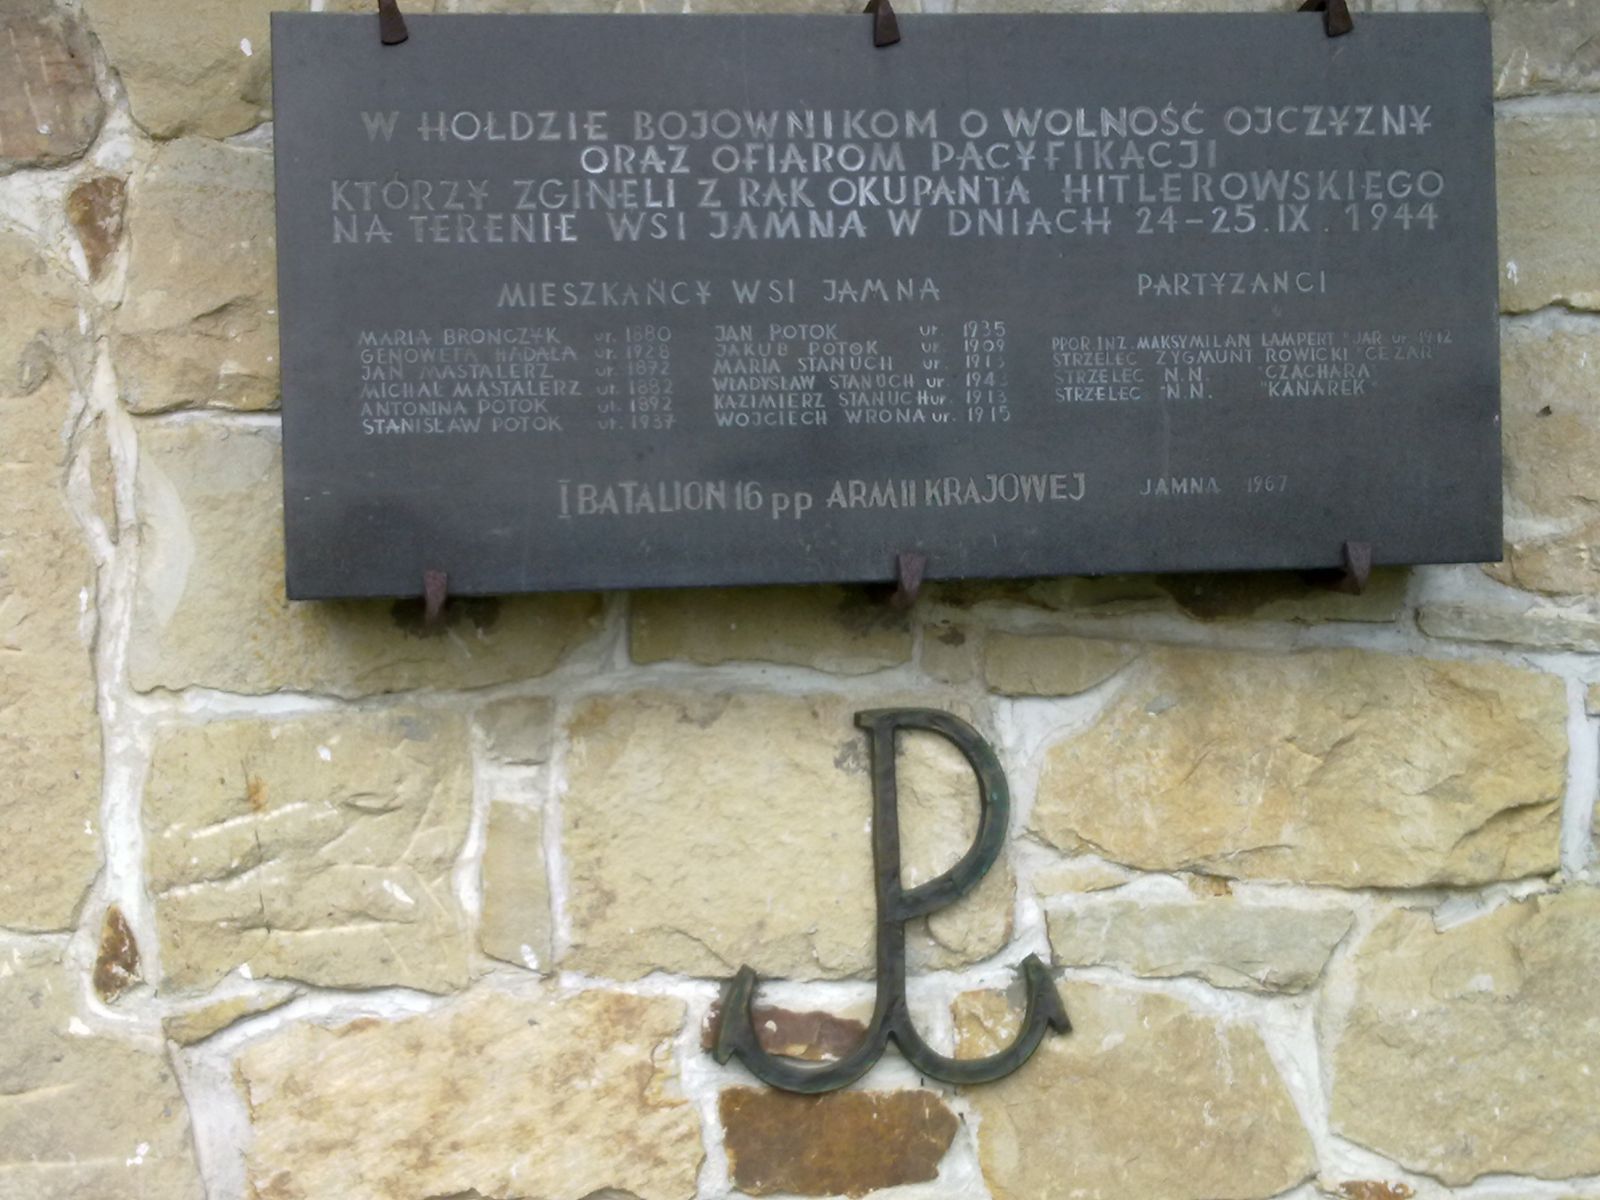 W HOŁDZIE BOJOWNIKOM O WOLNOŚĆ OJCZYZNY
ORAZ OFIAROM PACYFIKACJI
KTÓRZY ZGINĘLI Z RĄK OKUPANTA HITLEROWSKIEGO
NA TERENIE WSI JAMNA W DNIACH 24-25.IX. 1944
MIESZKAŃCY WSI JAMNA
MARIA BRONCZYK ur. 1880
GENOWEFA HADALA ur. 1928
JAN MASTALERZ ur. 1872
MICHAŁ MASTALERZ ur. 1882
ANTONINA POTOK ur. 1892
STANISŁAW POTOK ur. 1937
JAN POTOK ur. 1935
JAKUB POTOK ur. 1909
MARIA STANUCH ur.
WŁADYSŁAW STANUCH ur. 1943
KAZIMIERZ STANUCH ur. 1913
WOJCIECH WRONA ur. 1915
PARTYZANCI
PPOR. INŻ. MAKSYMILAN LAMPERT "JAR" ur. 1912
STRZELEC ZYGMUNT ROWICKI "CEZAR"
STRZELEC N.N. "CZACHARA"
STRZELEC N.N. "KANAREK"
I BATALION 16 pp ARMII KRAJOWEJ JAMNA 1967